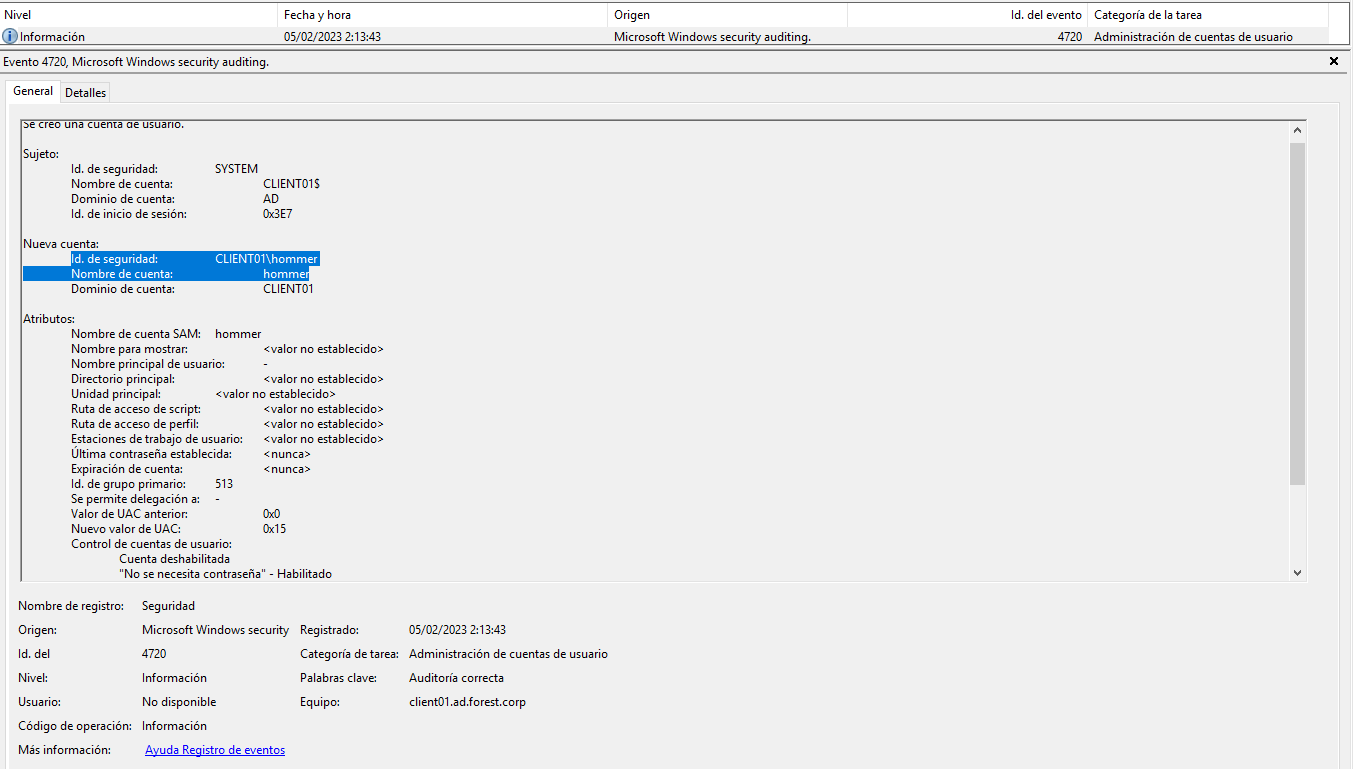 Nivel Fecha y hora Origen Id. del evento Categoría de la tarea
Información 05/02/2023 2:13:43 Microsoft Windows security auditing. 4720 Administración de cuentas de usuario
Evento 4720, Microsoft Windows security auditing.
General Detalles
Se creó una cuenta de usuario.
Sujeto:
Id. de seguridad: SYSTEM
Nombre de cuenta: CLIENT01$
Dominio de cuenta: AD
Id. de inicio de sesión: 0x3E7
Nueva cuenta:
Id. de seguridad: CLIENT01\hommer
Nombre de cuenta: hommer
Dominio de cuenta: CLIENT01
Atributos:
Nombre de cuenta SAM: hommer
Nombre para mostrar: <valor no establecido>
Nombre principal de usuario: -
Directorio principal: <valor no establecido>
Unidad principal: <valor no establecido>
Ruta de acceso de script: <valor no establecido>
Ruta de acceso de perfil: <valor no establecido>
Estaciones de trabajo de usuario: <valor no establecido>
Última contraseña establecida: <nunca>
Expiración de cuenta: <nunca>
Id. de grupo primario: 513
Se permite delegación a: -
Valor de UAC anterior: 0x0
Nuevo valor de UAC: 0x15
Control de cuentas de usuario:
Cuenta deshabilitada
"No se necesita contraseña" - Habilitado
Nombre de registro: Seguridad
Origen: Microsoft Windows security Registrado: 05/02/2023 2:13:43
Id. del 4720 Categoría de tarea: Administración de cuentas de usuario
Nivel: Información Palabras clave: Auditoría correcta
Usuario: No disponible Equipo: client01.ad.forest.corp
Código de operación: Información
Más información: Ayuda Registro de eventos